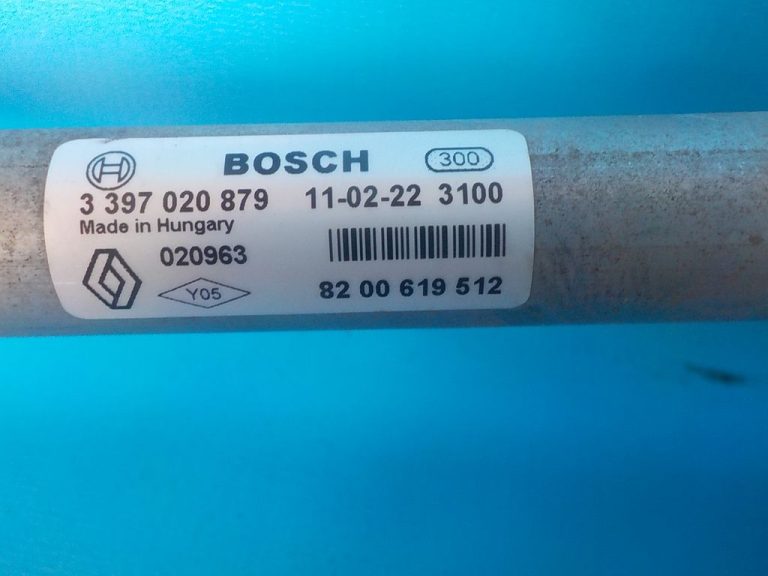 BOSCH 300
3 397 020 879 11-02-22 3100
Made in Hungary
020963
Y05 82 00 619 512